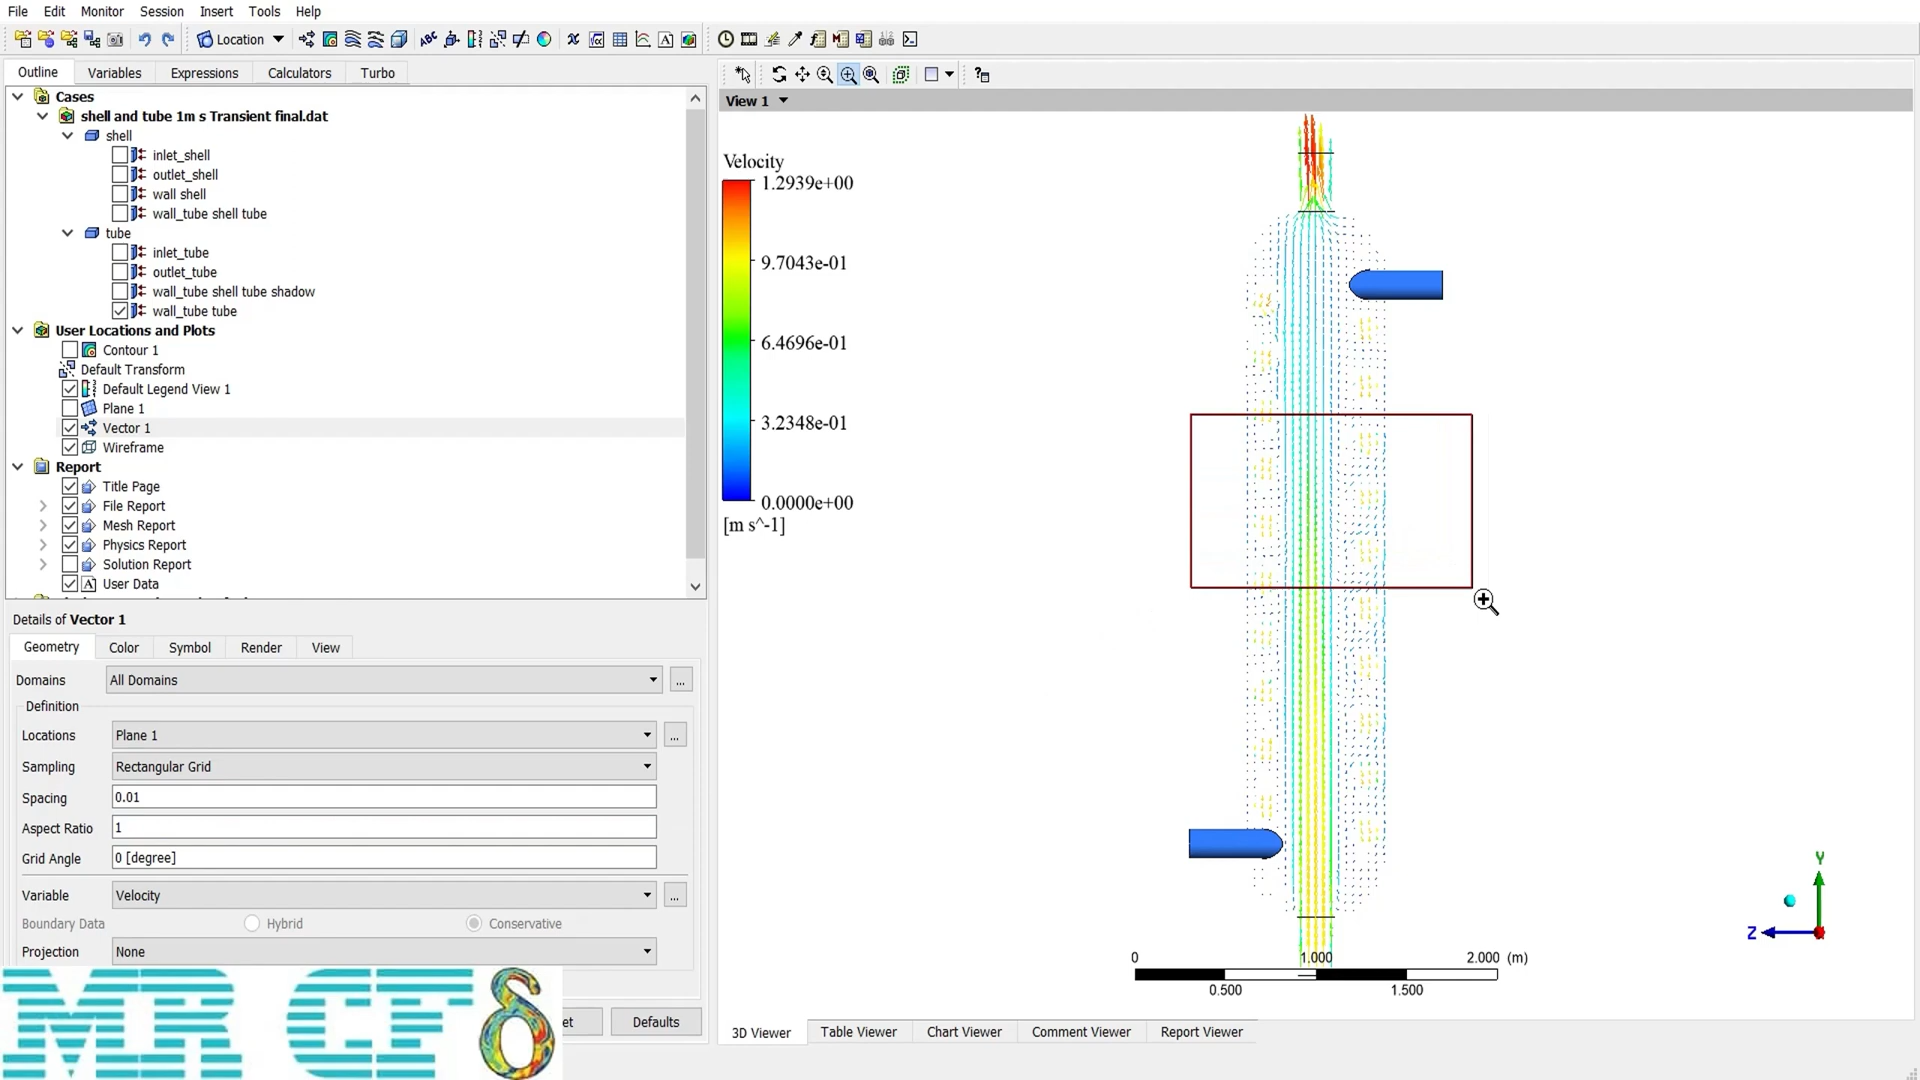 File Edit Monitor Session Insert Tools Help
Location
Outline Variables Expressions Calculators Turbo
Cases
shell and tube 1m s Transient final.dat
shell
inlet_shell
outlet_shell
wall shell
wall_tube shell tube
tube
inlet_tube
outlet_tube
wall_tube shell tube shadow
wall_tube tube
User Locations and Plots
Contour 1
Default Transform
Default Legend View 1
Plane 1
Vector 1
Wireframe
Report
Title Page
File Report
Mesh Report
Physics Report
Solution Report
User Data
Details of Vector 1
Geometry Color Symbol Render View
Domains All Domains ...
Definition
Locations Plane 1 ...
Sampling Rectangular Grid
Spacing 0.01
Aspect Ratio 1
Grid Angle 0 [degree]
Variable Velocity ...
Boundary Data Hybrid Conservative
Projection None
et Defaults
MR CFδ
View 1
Velocity
1.2939e+00
9.7043e-01
6.4696e-01
3.2348e-01
0.0000e+00
[m s^-1]
Y
Z
0 1.000 2.000 (m)
0.500 1.500
3D Viewer Table Viewer Chart Viewer Comment Viewer Report Viewer